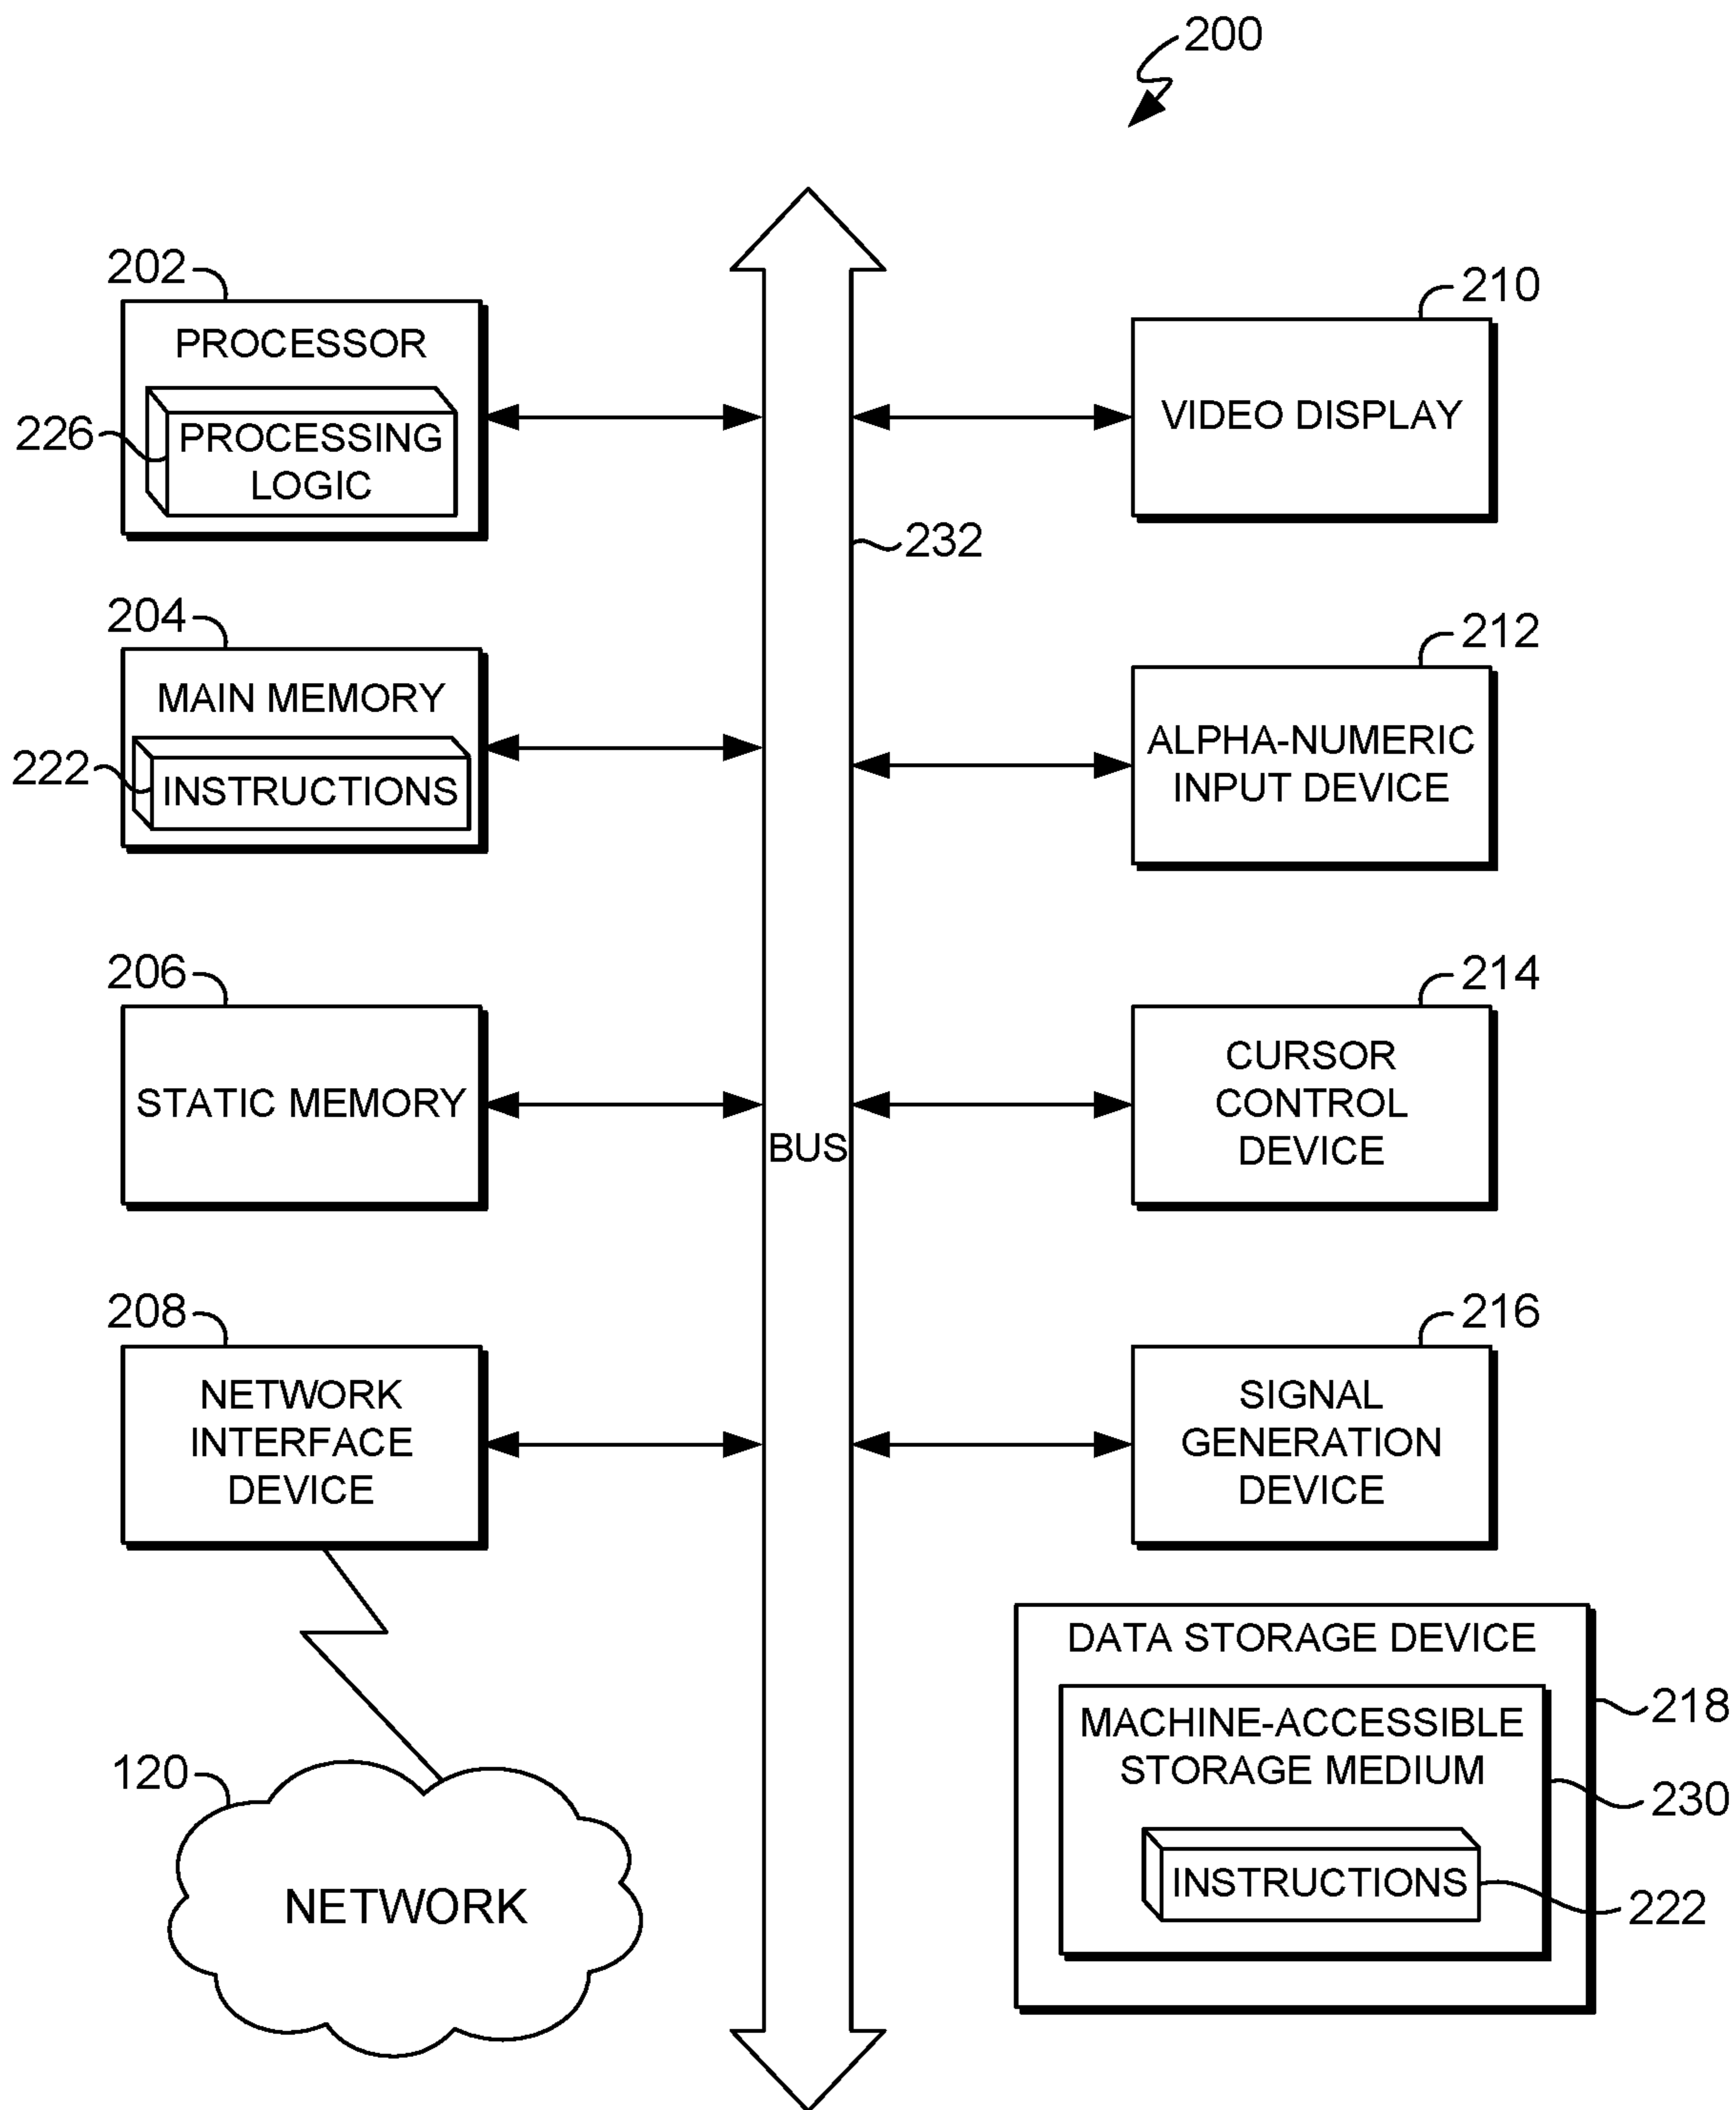 200
202
PROCESSOR
226
PROCESSING
LOGIC
204
MAIN MEMORY
222
INSTRUCTIONS
206
STATIC MEMORY
208
NETWORK
INTERFACE
DEVICE
120
NETWORK
232
BUS
210
VIDEO DISPLAY
212
ALPHA-NUMERIC
INPUT DEVICE
214
CURSOR
CONTROL
DEVICE
216
SIGNAL
GENERATION
DEVICE
DATA STORAGE DEVICE
218
MACHINE-ACCESSIBLE
STORAGE MEDIUM
230
INSTRUCTIONS
222